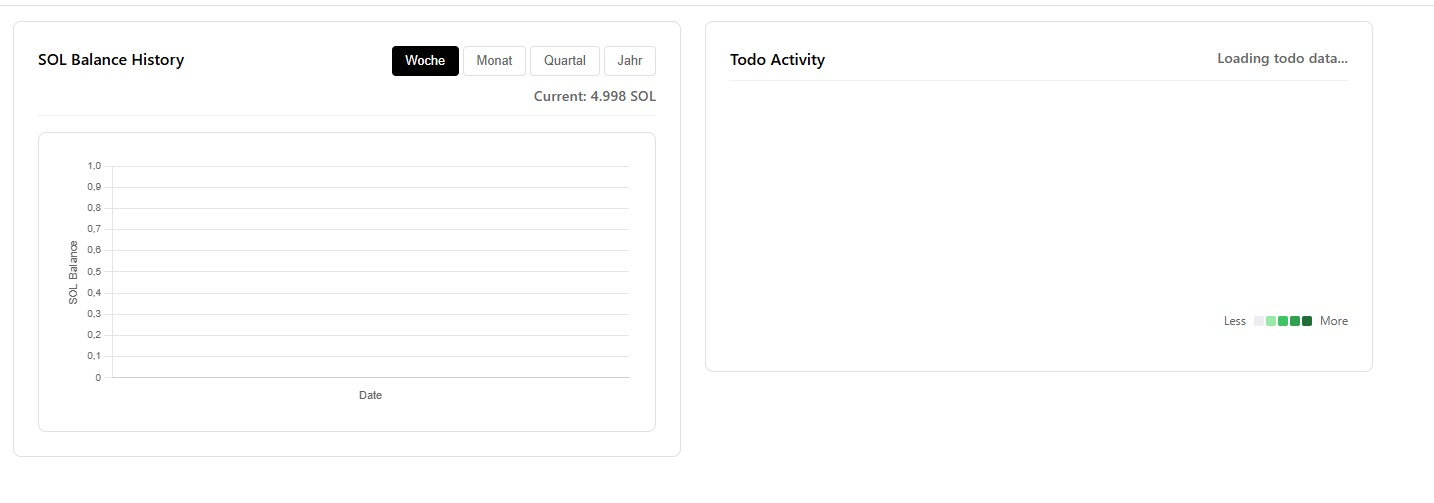 SOL Balance History
Woche Monat Quartal Jahr
Current: 4.998 SOL
1,0
0,9
0,8
0,7
0,6
0,5
0,4
0,3
0,2
0,1
0
SOL Balance
Date
Todo Activity
Loading todo data...
Less More